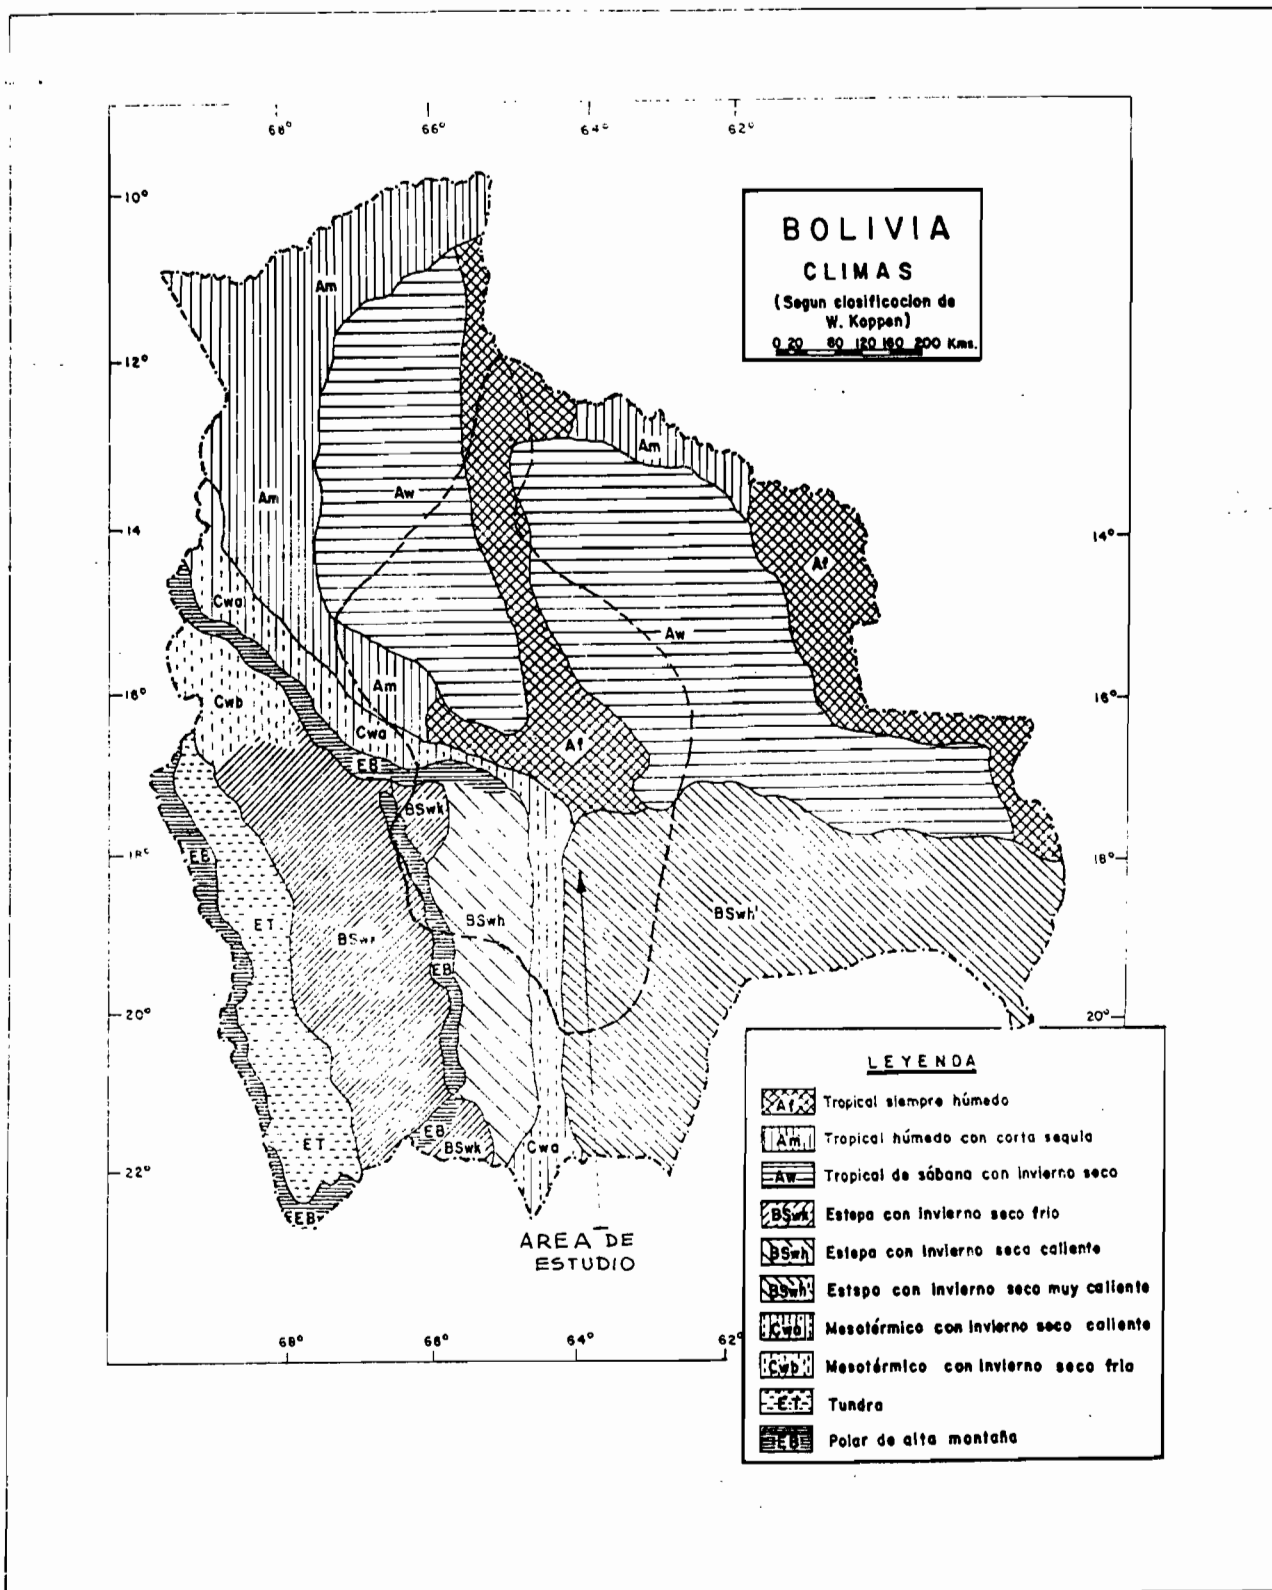 68° 66° 64° 62°
10°
12°
14°
16°
18°
20°
22°
14°
16°
18°
20°
BOLIVIA
CLIMAS
(Segun closificocion de
W. Koppen)
0 20 80 120 160 200 Kms.
Am
Am
Am
Aw
Af
Cwa
Aw
Am
Cwb
Cwa
Af
EB
BSwk
EB
BSwh
BSwh'
ET
EB
ET
EB
BSwk
Cwa
EB
AREA DE
ESTUDIO
68° 66° 64° 62°
LEYENDA
Af Tropical siempre húmedo
Am Tropical húmedo con corta sequía
Aw Tropical de sábana con invierno seco
BSwk Estepa con invierno seco frio
BSwh Estepa con invierno seco caliente
BSwh' Estepa con invierno seco muy caliente
Cwa Mesotérmico con invierno seco caliente
Cwb Mesotérmico con invierno seco frio
ET Tundra
EB Polar de alta montaña